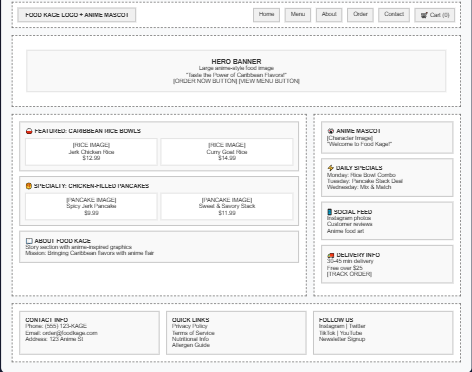 FOOD KAGE LOGO + ANIME MASCOT
Home Menu About Order Contact Cart (0)
HERO BANNER
Large anime-style food image
"Taste the Power of Caribbean Flavors!"
[ORDER NOW BUTTON] [VIEW MENU BUTTON]
FEATURED: CARIBBEAN RICE BOWLS
[RICE IMAGE]
Jerk Chicken Rice
$12.99
[RICE IMAGE]
Curry Goat Rice
$14.99
SPECIALTY: CHICKEN-FILLED PANCAKES
[PANCAKE IMAGE]
Spicy Jerk Pancake
$9.99
[PANCAKE IMAGE]
Sweet & Savory Stack
$11.99
ABOUT FOOD KAGE
Story section with anime-inspired graphics
Mission: Bringing Caribbean flavors with anime flair
ANIME MASCOT
[Character Image]
"Welcome to Food Kage!"
DAILY SPECIALS
Monday: Rice Bowl Combo
Tuesday: Pancake Stack Deal
Wednesday: Mix & Match
SOCIAL FEED
Instagram photos
Customer reviews
Anime food art
DELIVERY INFO
30-45 min delivery
Free over $25
[TRACK ORDER]
CONTACT INFO
Phone: (555) 123-KAGE
Email: order@foodkage.com
Address: 123 Anime St
QUICK LINKS
Privacy Policy
Terms of Service
Nutritional Info
Allergen Guide
FOLLOW US
Instagram | Twitter
TikTok | YouTube
Newsletter Signup